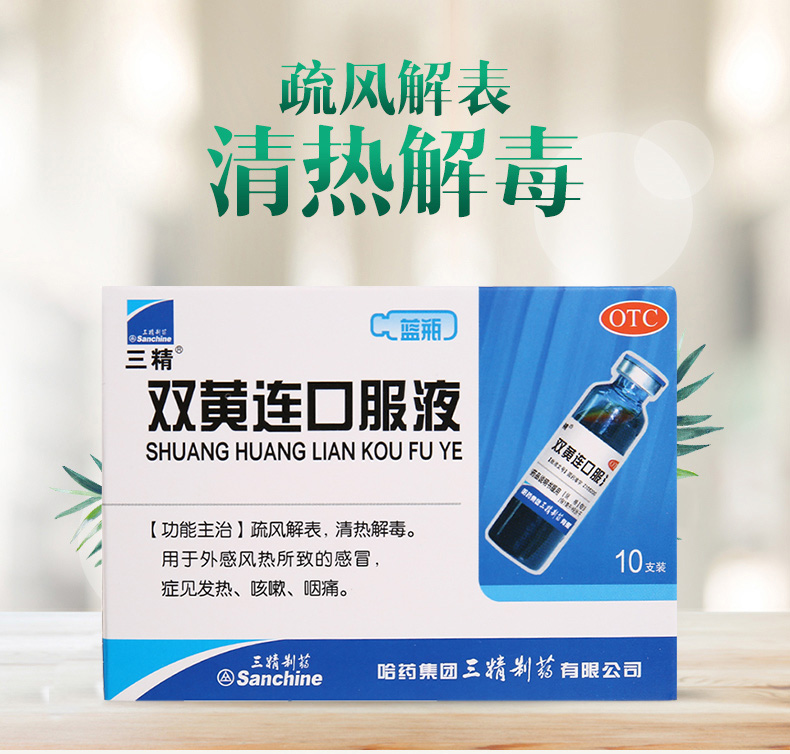 疏风解表
清热解毒
三精制药
Sanchine
三精®
蓝瓶
OTC
双黄连口服液
SHUANG HUANG LIAN KOU FU YE
【功能主治】疏风解表，清热解毒。
用于外感风热所致的感冒，
症见发热、咳嗽、咽痛。
三精
双黄连口服
10支装
三精制药
Sanchine
哈药集团三精制药有限公司